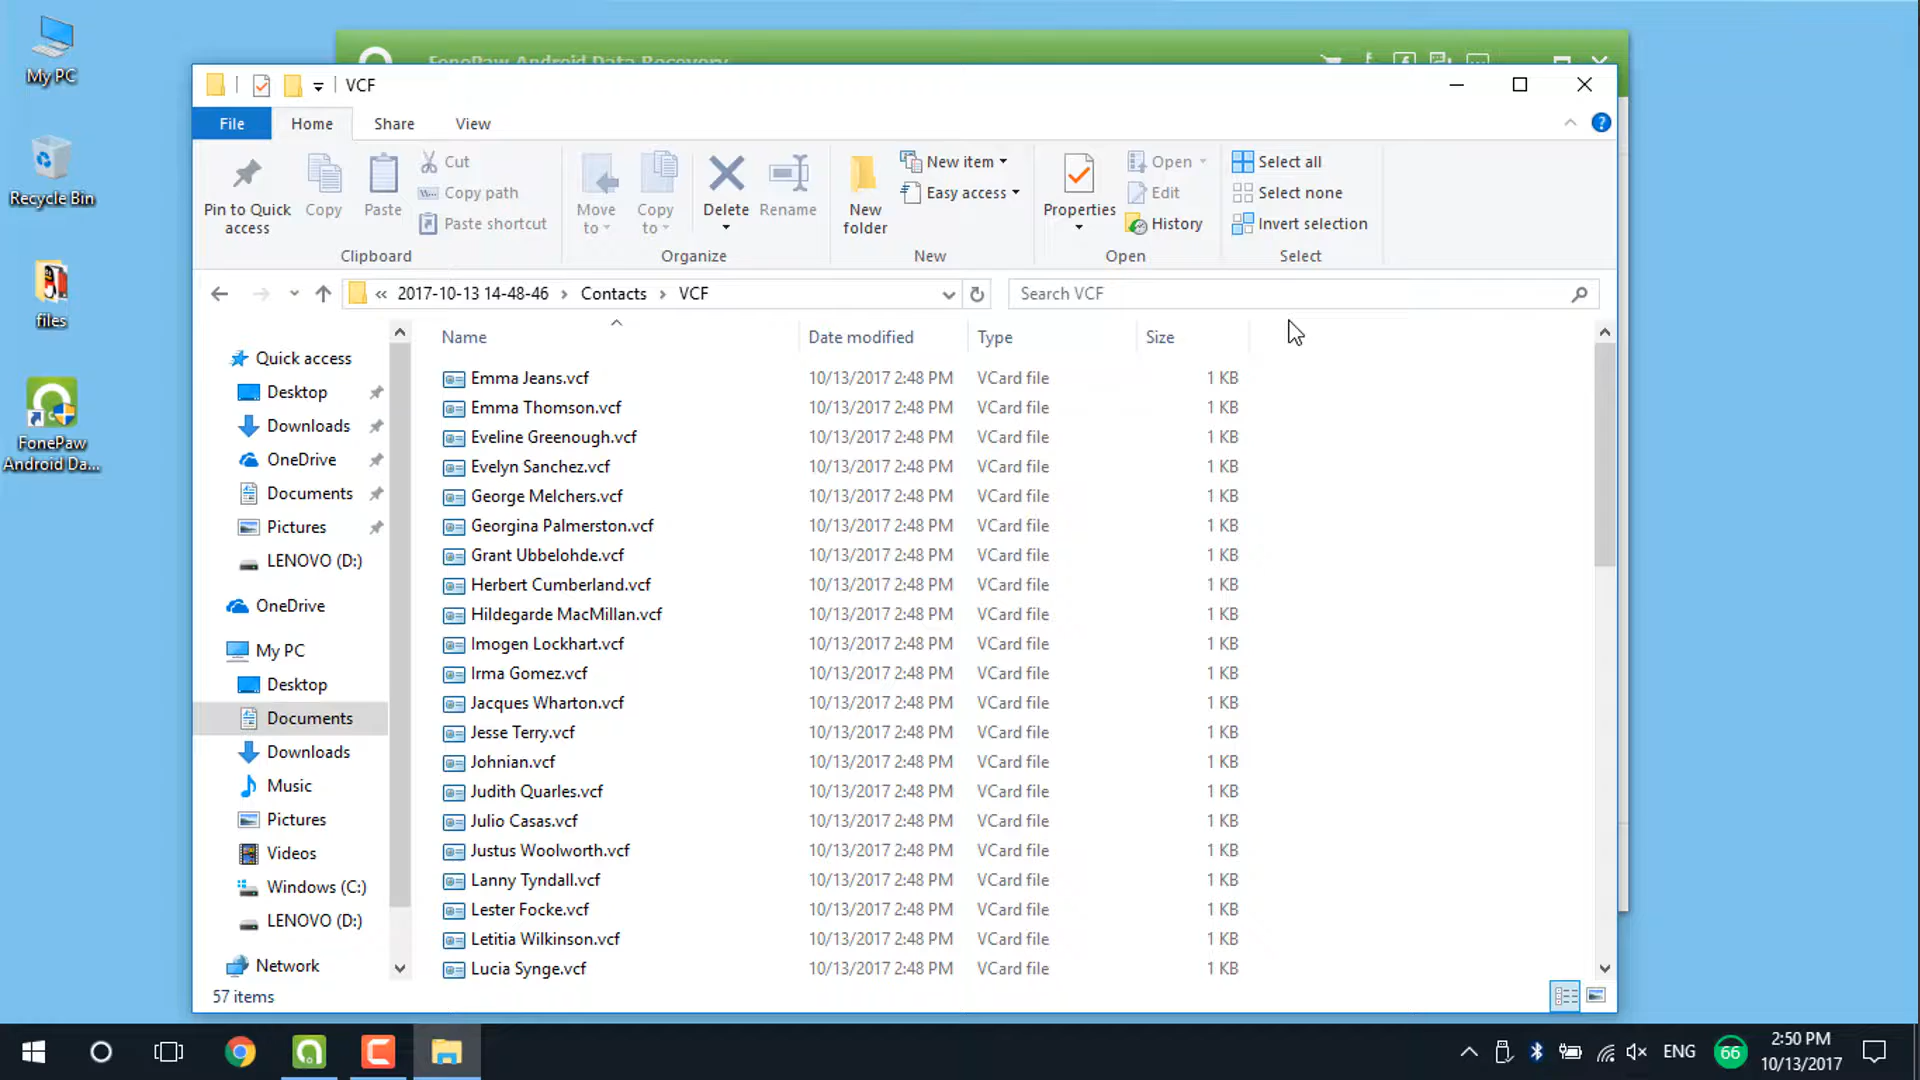 My PC
Recycle Bin
files
FonePaw
Android Da...
FonePaw Android Data Recovery
VCF
File Home Share View
Pin to Quick access
Copy
Paste
Cut
Copy path
Paste shortcut
Clipboard
Move to
Copy to
Delete
Rename
Organize
New folder
New item
Easy access
New
Properties
Open
Edit
History
Open
Select all
Select none
Invert selection
Select
« 2017-10-13 14-48-46 › Contacts › VCF
Search VCF
Quick access
Desktop
Downloads
OneDrive
Documents
Pictures
LENOVO (D:)
OneDrive
My PC
Desktop
Documents
Downloads
Music
Pictures
Videos
Windows (C:)
LENOVO (D:)
Network
Name Date modified Type Size
Emma Jeans.vcf 10/13/2017 2:48 PM VCard file 1 KB
Emma Thomson.vcf 10/13/2017 2:48 PM VCard file 1 KB
Eveline Greenough.vcf 10/13/2017 2:48 PM VCard file 1 KB
Evelyn Sanchez.vcf 10/13/2017 2:48 PM VCard file 1 KB
George Melchers.vcf 10/13/2017 2:48 PM VCard file 1 KB
Georgina Palmerston.vcf 10/13/2017 2:48 PM VCard file 1 KB
Grant Ubbelohde.vcf 10/13/2017 2:48 PM VCard file 1 KB
Herbert Cumberland.vcf 10/13/2017 2:48 PM VCard file 1 KB
Hildegarde MacMillan.vcf 10/13/2017 2:48 PM VCard file 1 KB
Imogen Lockhart.vcf 10/13/2017 2:48 PM VCard file 1 KB
Irma Gomez.vcf 10/13/2017 2:48 PM VCard file 1 KB
Jacques Wharton.vcf 10/13/2017 2:48 PM VCard file 1 KB
Jesse Terry.vcf 10/13/2017 2:48 PM VCard file 1 KB
Johnian.vcf 10/13/2017 2:48 PM VCard file 1 KB
Judith Quarles.vcf 10/13/2017 2:48 PM VCard file 1 KB
Julio Casas.vcf 10/13/2017 2:48 PM VCard file 1 KB
Justus Woolworth.vcf 10/13/2017 2:48 PM VCard file 1 KB
Lanny Tyndall.vcf 10/13/2017 2:48 PM VCard file 1 KB
Lester Focke.vcf 10/13/2017 2:48 PM VCard file 1 KB
Letitia Wilkinson.vcf 10/13/2017 2:48 PM VCard file 1 KB
Lucia Synge.vcf 10/13/2017 2:48 PM VCard file 1 KB
57 items
ENG
66
2:50 PM
10/13/2017